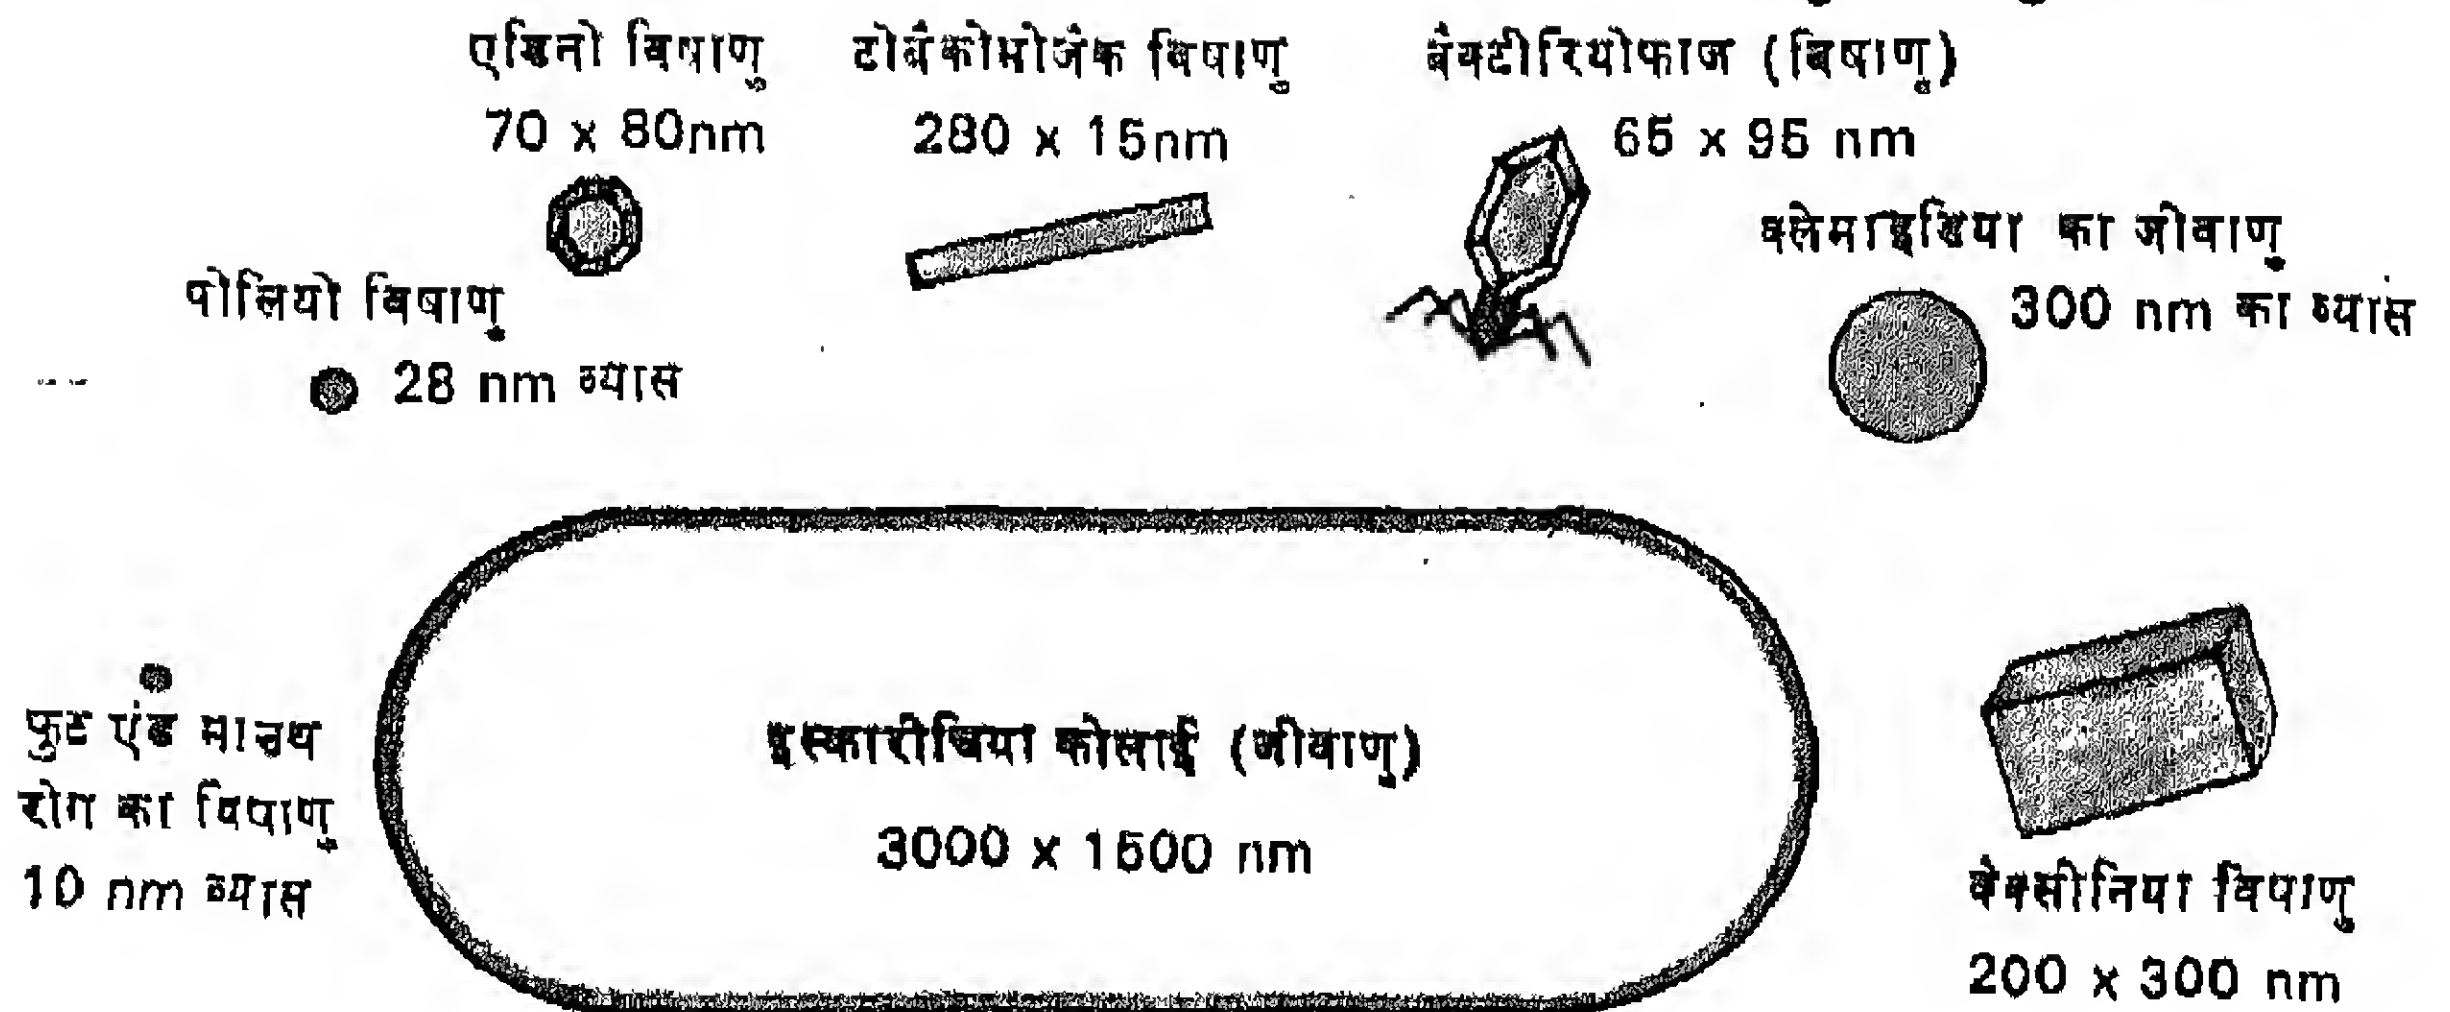 एडिनो विषाणु
70 x 80nm
टोबैकोमोजैक विषाणु
280 x 15nm
बैक्टीरियोफाज (विषाणु)
65 x 95 nm
क्लेमाइडिया का जीवाणु
300 nm का व्यास
पोलियो विषाणु
28 nm व्यास
फुट एंड माउथ
रोग का विषाणु
10 nm व्यास
इस्कारीचिया कोलाई (जीवाणु)
3000 x 1500 nm
वैक्सीनिया विषाणु
200 x 300 nm